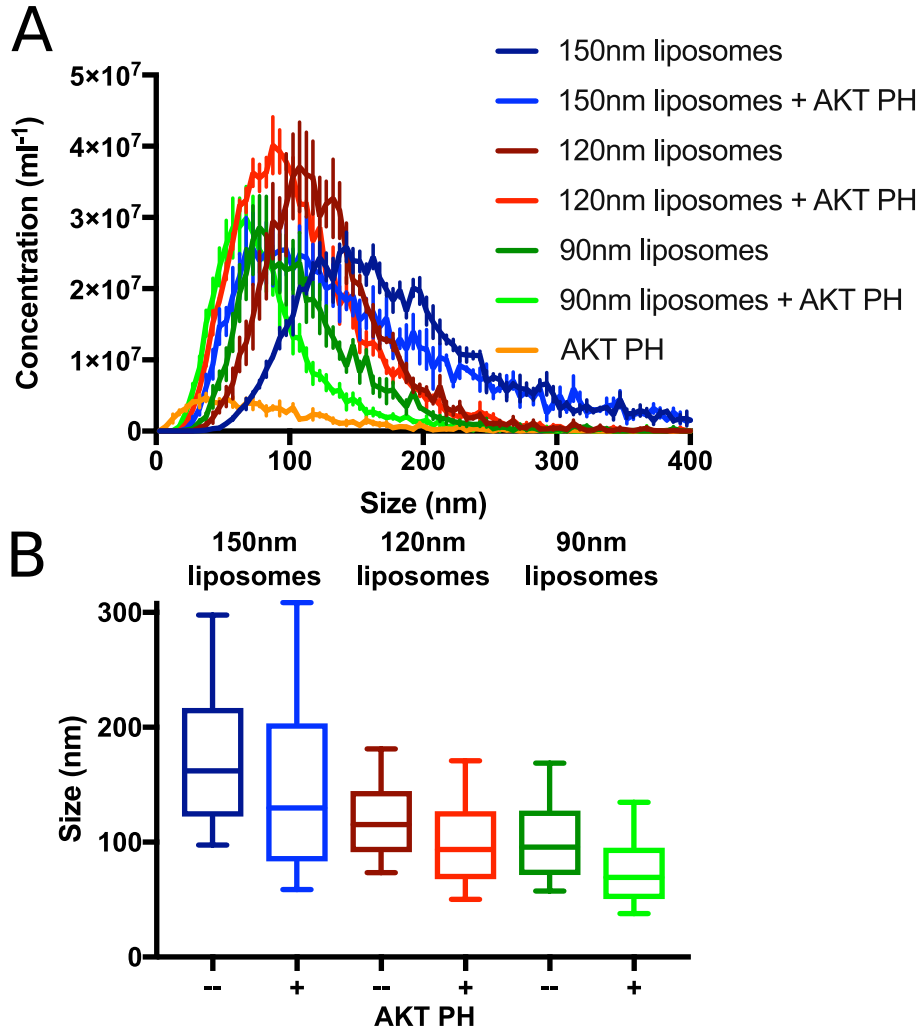 A
150nm liposomes
150nm liposomes + AKT PH
120nm liposomes
120nm liposomes + AKT PH
90nm liposomes
90nm liposomes + AKT PH
AKT PH
Concentration (ml⁻¹)
5×10⁷
4×10⁷
3×10⁷
2×10⁷
1×10⁷
0
0 100 200 300 400
Size (nm)
B
150nm liposomes
120nm liposomes
90nm liposomes
Size (nm)
300
200
100
0
-- + -- + -- +
AKT PH